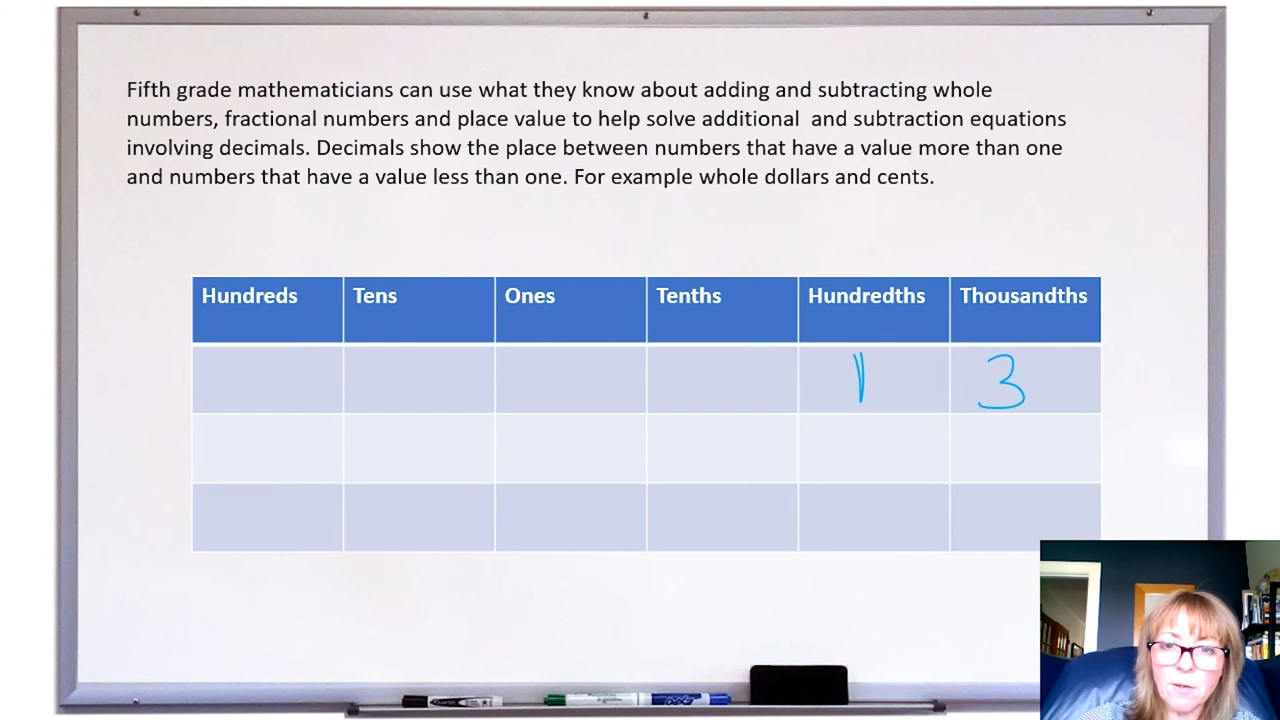 Fifth grade mathematicians can use what they know about adding and subtracting whole
numbers, fractional numbers and place value to help solve additional  and subtraction equations
involving decimals. Decimals show the place between numbers that have a value more than one
and numbers that have a value less than one. For example whole dollars and cents.
Hundreds Tens Ones Tenths Hundredths Thousandths
1 3